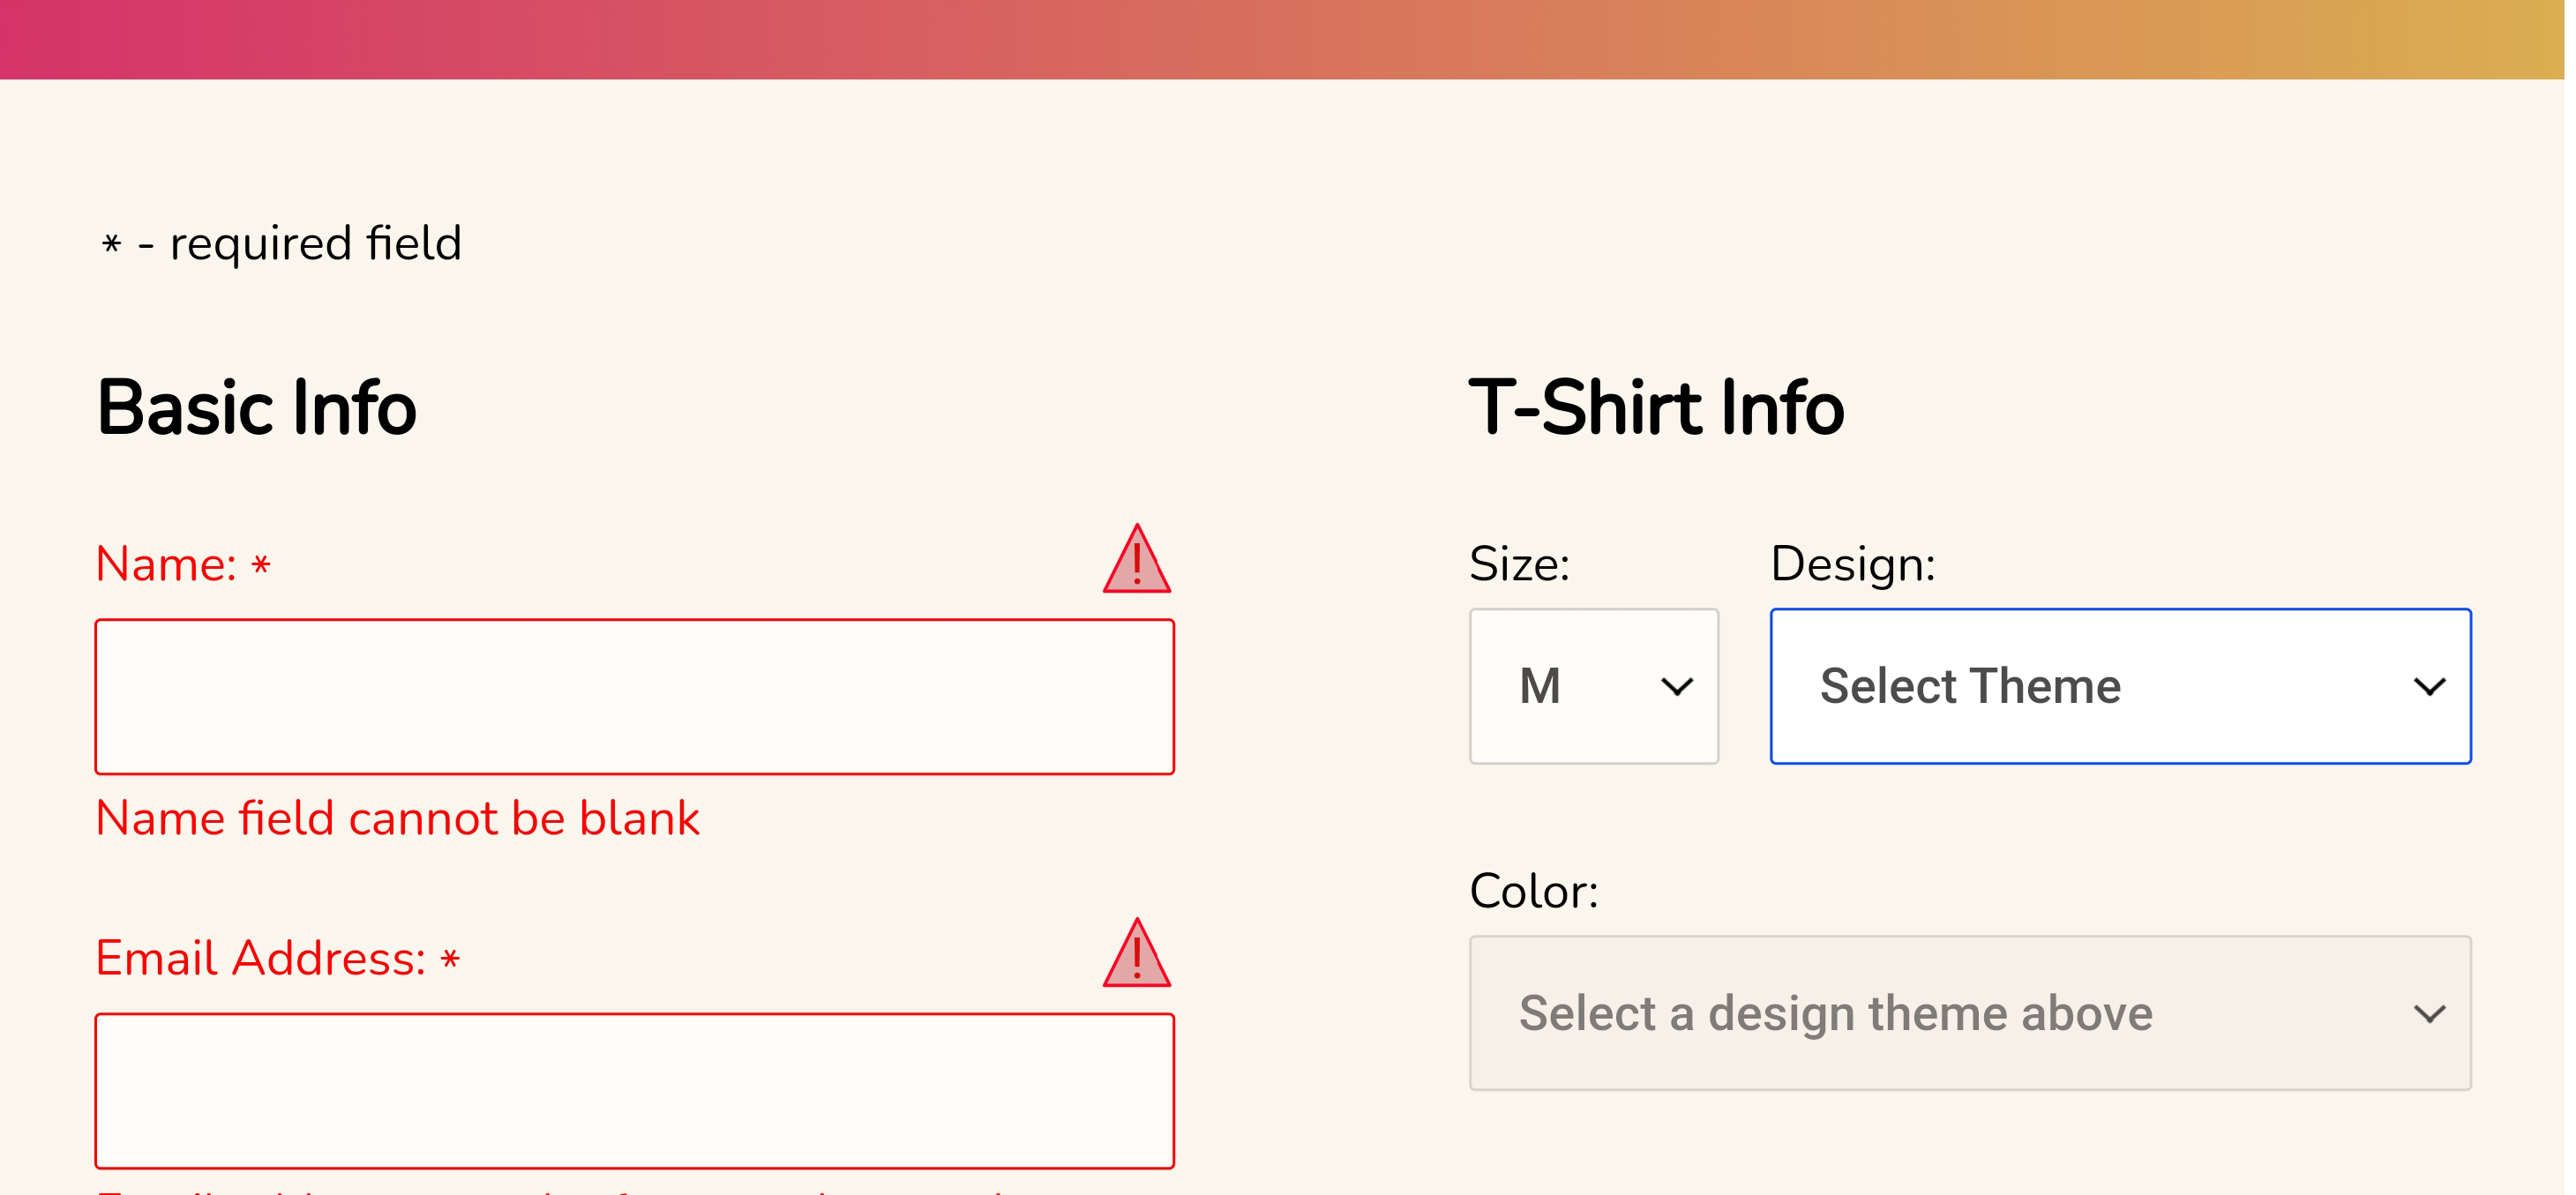 * - required field
Basic Info
Name: *
Name field cannot be blank
Email Address: *
T-Shirt Info
Size:
Design:
M
Select Theme
Color:
Select a design theme above